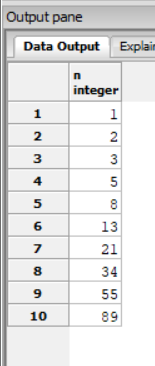 Output pane
Data Output Explain
n
integer
1 1
2 2
3 3
4 5
5 8
6 13
7 21
8 34
9 55
10 89